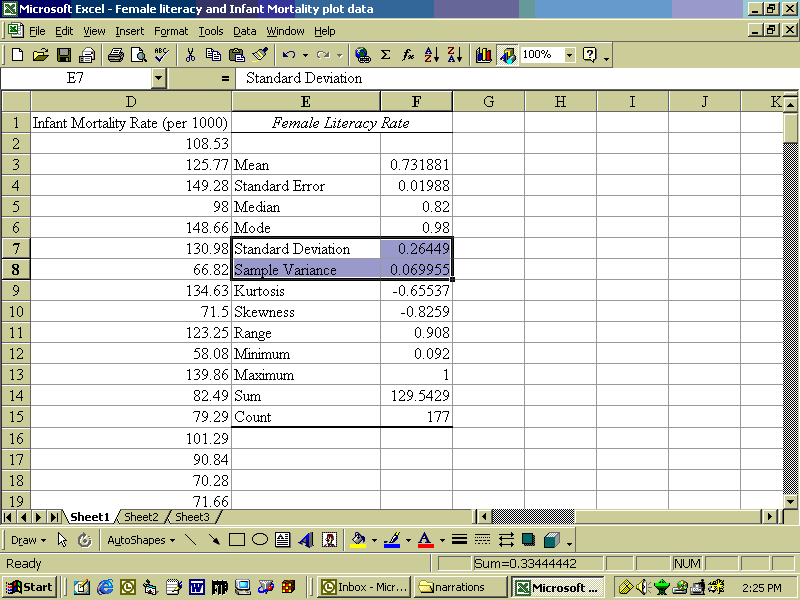 Microsoft Excel - Female literacy and Infant Mortality plot data
File Edit View Insert Format Tools Data Window Help
100%
E7 = Standard Deviation
D E F G H I J K
1 Infant Mortality Rate (per 1000) Female Literacy Rate
2 108.53
3 125.77 Mean 0.731881
4 149.28 Standard Error 0.01988
5 98 Median 0.82
6 148.66 Mode 0.98
7 130.98 Standard Deviation 0.26449
8 66.82 Sample Variance 0.069955
9 134.63 Kurtosis -0.65537
10 71.5 Skewness -0.8259
11 123.25 Range 0.908
12 58.08 Minimum 0.092
13 139.86 Maximum 1
14 82.49 Sum 129.5429
15 79.29 Count 177
16 101.29
17 90.84
18 70.28
19 71.66
Sheet1 Sheet2 Sheet3
Draw AutoShapes
Ready Sum=0.33444442 NUM
Start Inbox - Micr... narrations Microsoft ... 2:25 PM